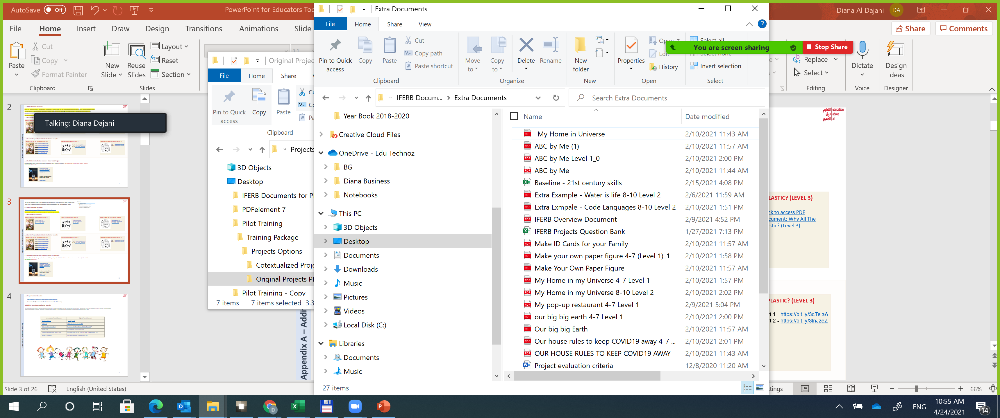 AutoSave Off
PowerPoint for Educators Too
Diana Al Dajani DA
File Home Insert Draw Design Transitions Animations Slide
Share Comments
Paste
Cut
Copy
Format Painter
Clipboard
New Slide
Reuse Slides
Layout
Reset
Section
Slides
Replace
Select
Editing
Dictate
Voice
Design Ideas
Designer
You are screen sharing
Stop Share
2
Talking: Diana Dajani
3
4
Original Projec
File Home Share
Pin to Quick access
Copy
Paste
Clipboard
« Projects
3D Objects
Desktop
IFERB Documents for P
PDFelement 7
Pilot Training
Training Package
Projects Options
Cotextualized Proje
Original Projects P
Pilot Training - Copy
7 items 7 items selected 3.3
Appendix A – Addi
Extra Documents
File Home Share View
Pin to Quick access
Copy
Paste
Cut
Copy path
Paste shortcut
Clipboard
Move to
Copy to
Delete
Rename
Organize
New folder
New
Properties
Open
Edit
History
Open
Select all
Select none
Invert selection
Select
« IFERB Docum... > Extra Documents
Search Extra Documents
Year Book 2018-2020
Creative Cloud Files
OneDrive - Edu Technoz
BG
Diana Business
Notebooks
This PC
3D Objects
Desktop
Documents
Downloads
Music
Pictures
Videos
Local Disk (C:)
Libraries
Documents
Music
Name Date modified
_My Home in Universe 2/10/2021 11:43 AM
ABC by Me (1) 2/10/2021 11:57 AM
ABC by Me Level 1_0 2/10/2021 2:00 PM
ABC by Me 2/10/2021 11:44 AM
Baseline - 21st century skills 2/15/2021 4:08 PM
Extra Example - Water is life 8-10 Level 2 2/6/2021 11:59 AM
Extra Exmpale - Code Languages 8-10 Level 2 2/10/2021 1:51 PM
IFERB Overview Document 2/9/2021 4:52 PM
IFERB Projects Question Bank 1/27/2021 7:13 PM
Make ID Cards for your Family 2/10/2021 11:57 AM
Make your own paper figure 4-7 (Level 1)_1 2/10/2021 1:58 PM
Make Your Own Paper Figure 2/10/2021 11:57 AM
My Home in my Universe 4-7 Level 1 2/10/2021 1:57 PM
My Home in my Universe 8-10 Level 2 2/10/2021 2:02 PM
My pop-up restaurant 4-7 Level 1 2/9/2021 5:04 PM
our big big earth 4-7 Level 1 2/10/2021 2:00 PM
Our big big Earth 2/10/2021 11:57 AM
Our house rules to keep COVID19 away 4-7 ... 2/10/2021 2:01 PM
OUR HOUSE RULES TO KEEP COVID19 AWAY 2/10/2021 11:43 AM
Project evaluation criteria 12/8/2020 11:20 AM
27 items
التعليم education
فوق above
الجميع all
LASTIC? (LEVEL 3)
ck to access PDF
cument: Why All The
stic? (Level 3)
PLASTIC? (LEVEL 3)
rt 1 - https://bit.ly/3cTsiaA
rt 2 - https://bit.ly/3lnJzeZ
Slide 3 of 26 English (United States)
tings 66%
ENG
10:55 AM
4/24/2021
14